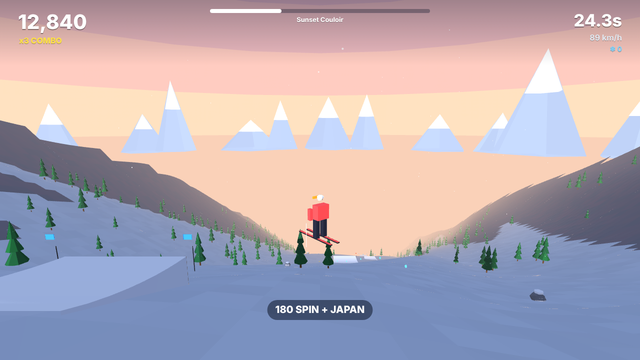 12,840
x3 COMBO
Sunset Couloir
24.3s
89 km/h
180 SPIN + JAPAN